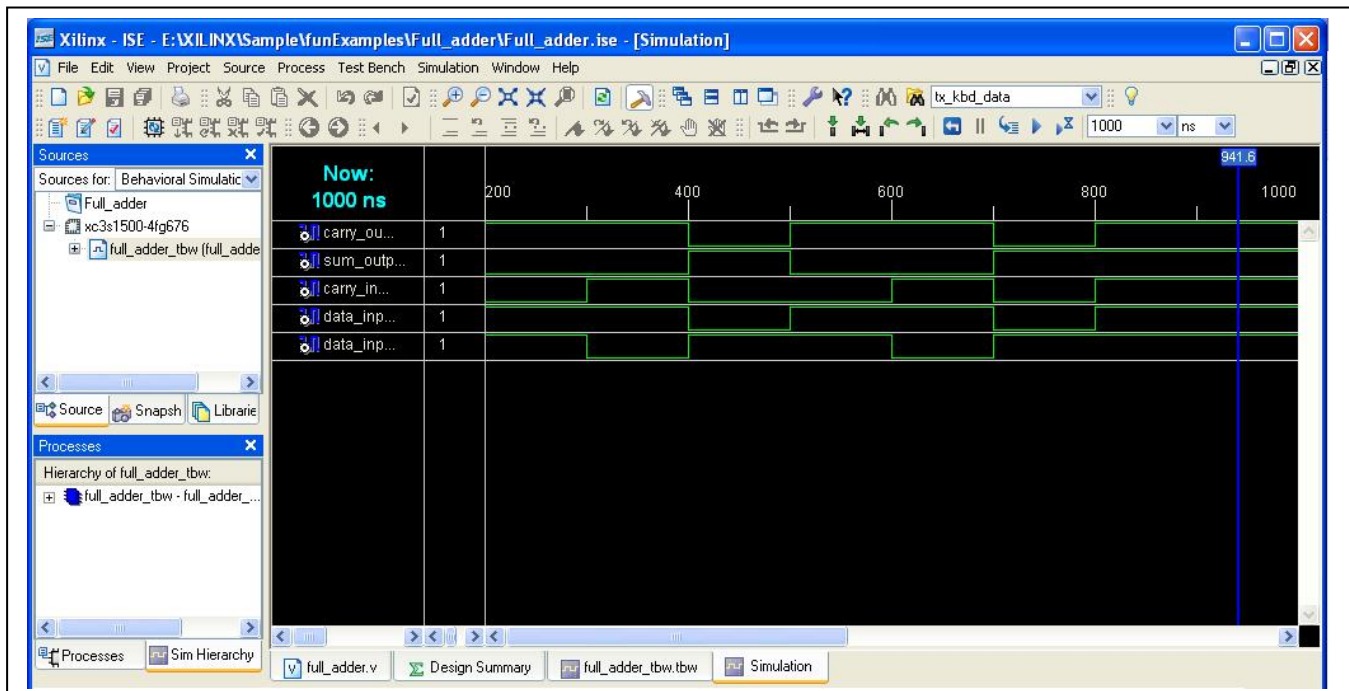 Xilinx - ISE - E:\XILINX\Sample\funExamples\Full_adder\Full_adder.ise - [Simulation]
File Edit View Project Source Process Test Bench Simulation Window Help
tx_kbd_data
1000 ns
Sources
Sources for: Behavioral Simulatic
Full_adder
xc3s1500-4fg676
full_adder_tbw (full_adde
Source Snapsh Librarie
Processes
Hierarchy of full_adder_tbw:
full_adder_tbw - full_adder_...
Processes Sim Hierarchy
Now:
1000 ns
941.6
200 400 600 800 1000
carry_ou... 1
sum_outp... 1
carry_in... 1
data_inp... 1
data_inp... 1
full_adder.v Design Summary full_adder_tbw.tbw Simulation